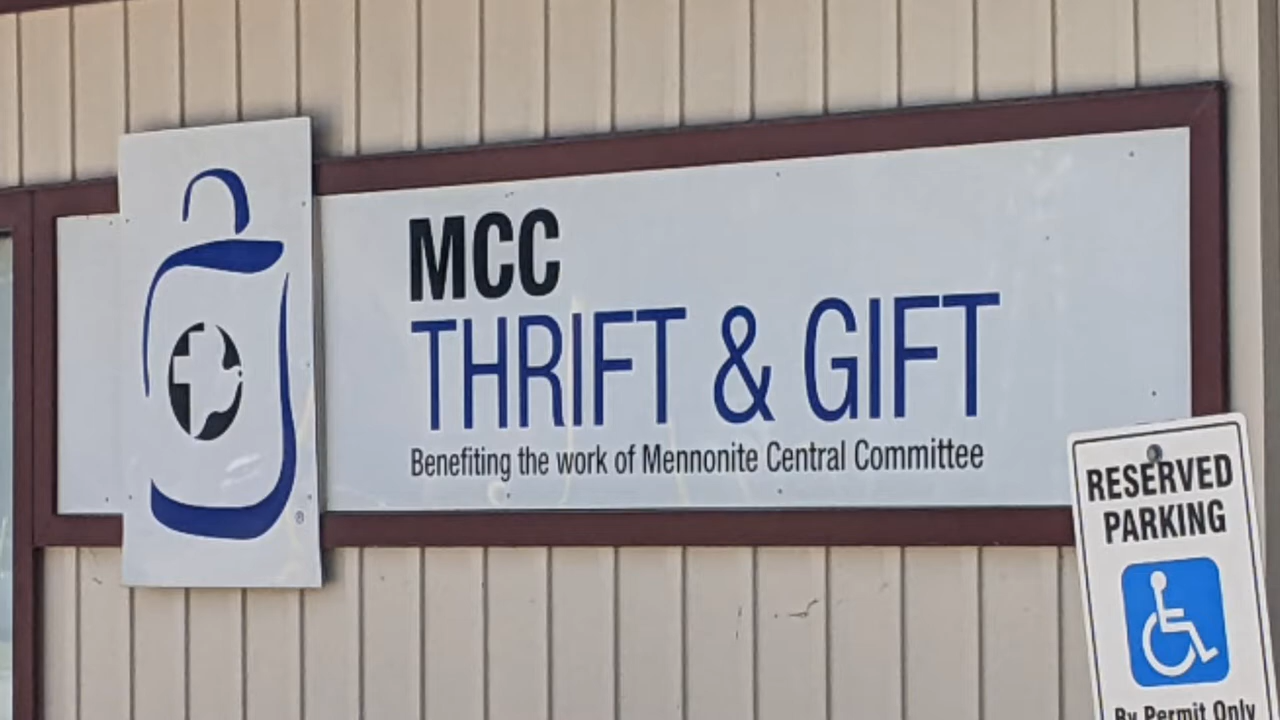 MCC
THRIFT & GIFT
Benefiting the work of Mennonite Central Committee
®
RESERVED
PARKING
By Permit Only